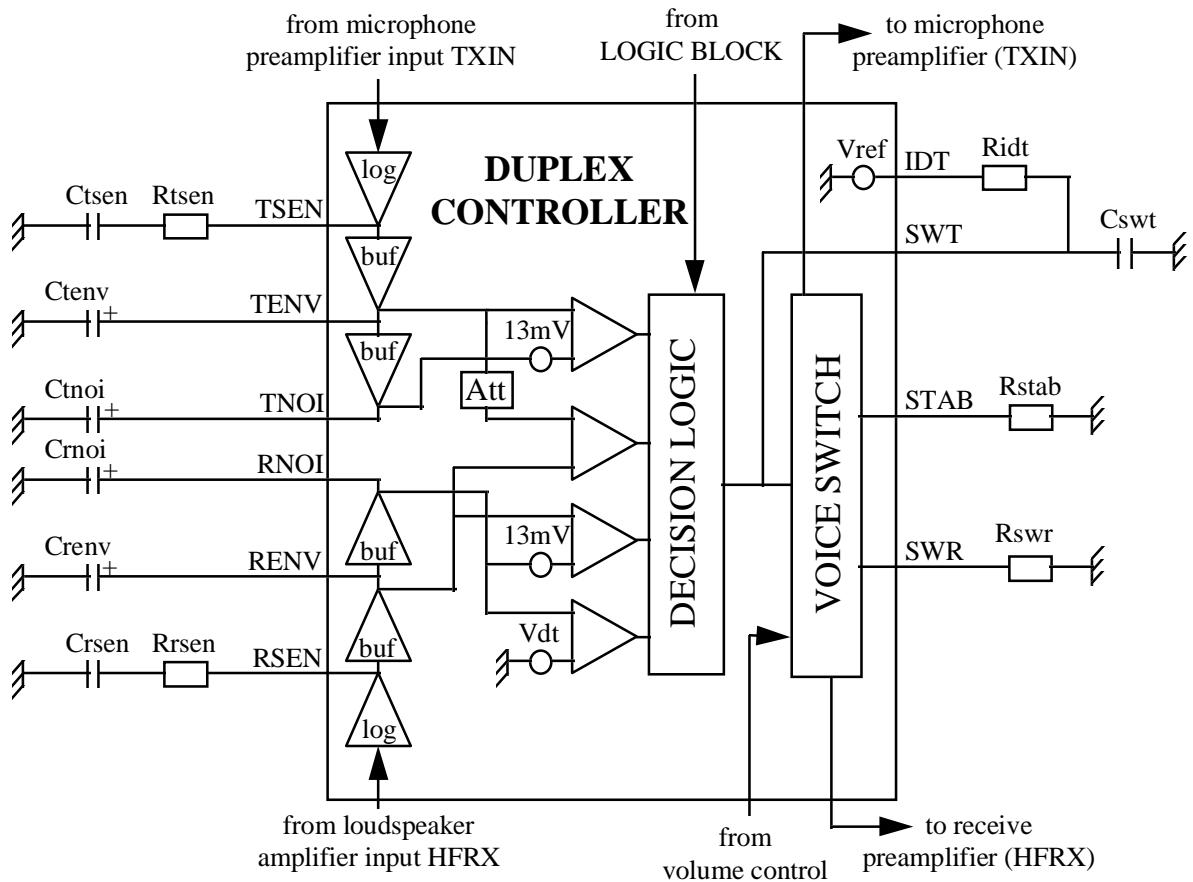 from microphone
preamplifier input TXIN
from
LOGIC BLOCK
to microphone
preamplifier (TXIN)
log
DUPLEX
CONTROLLER
Vref
IDT
Ridt
Ctsen
Rtsen
TSEN
SWT
Cswt
buf
Ctenv
+
TENV
13mV
buf
Att
Ctnoi
+
TNOI
STAB
Rstab
Crnoi
+
RNOI
DECISION LOGIC
VOICE SWITCH
13mV
Crenv
+
RENV
buf
SWR
Rswr
Crsen
Rrsen
RSEN
buf
Vdt
log
from loudspeaker
amplifier input HFRX
from
volume control
to receive
preamplifier (HFRX)